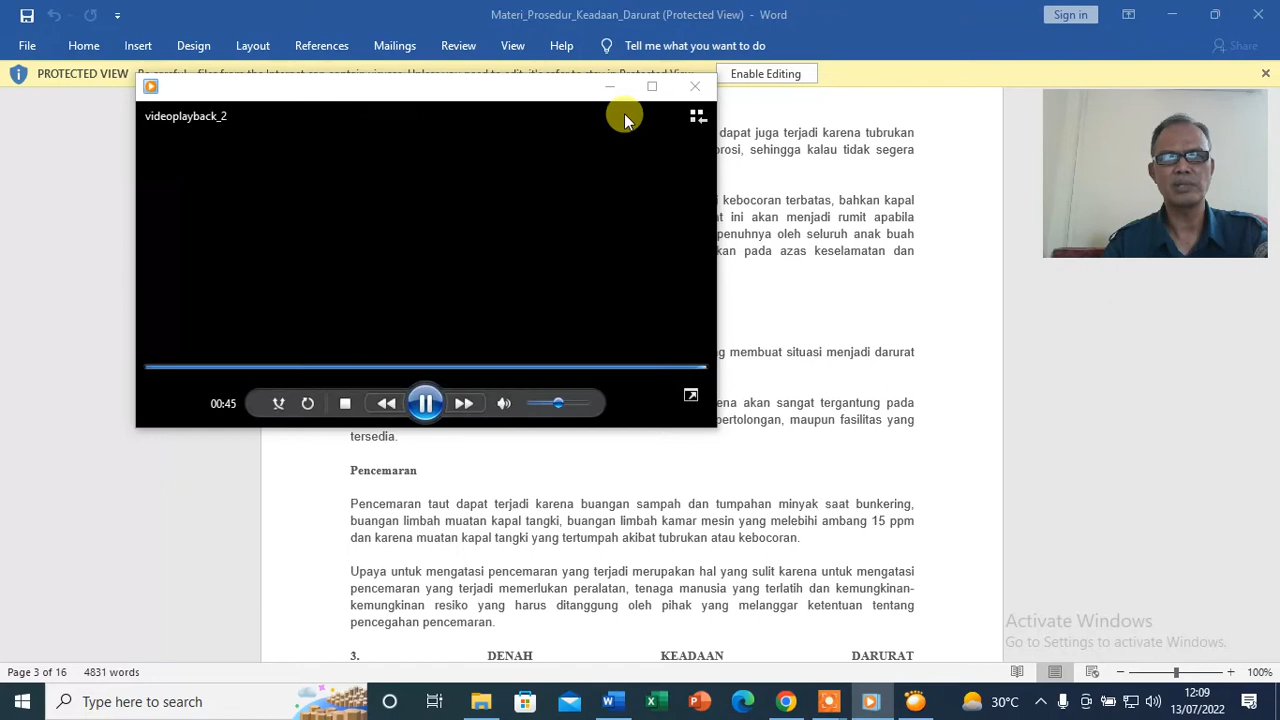 Materi_Prosedur_Keadaan_Darurat (Protected View) - Word
Sign in
File Home Insert Design Layout References Mailings Review View Help Tell me what you want to do Share
PROTECTED VIEW Enable Editing
videoplayback_2
dapat juga terjadi karena tubrukan
sehingga kalau tidak segera
kebocoran terbatas, bahkan kapal
ini akan menjadi rumit apabila
penuhnya oleh seluruh anak buah
pada azas keselamatan dan
membuat situasi menjadi darurat
akan sangat tergantung pada
pertolongan, maupun fasilitas yang
tersedia.
00:45
Pencemaran
Pencemaran taut dapat terjadi karena buangan sampah dan tumpahan minyak saat bunkering,
buangan limbah muatan kapal tangki, buangan limbah kamar mesin yang melebihi ambang 15 ppm
dan karena muatan kapal tangki yang tertumpah akibat tubrukan atau kebocoran.
Upaya untuk mengatasi pencemaran yang terjadi merupakan hal yang sulit karena untuk mengatasi
pencemaran yang terjadi memerlukan peralatan, tenaga manusia yang terlatih dan kemungkinan-
kemungkinan resiko yang harus ditanggung oleh pihak yang melanggar ketentuan tentang
pencegahan pencemaran.
3. DENAH KEADAAN DARURAT
Activate Windows
Go to Settings to activate Windows.
Page 3 of 16 4831 words 100%
Type here to search 30°C 12:09
13/07/2022